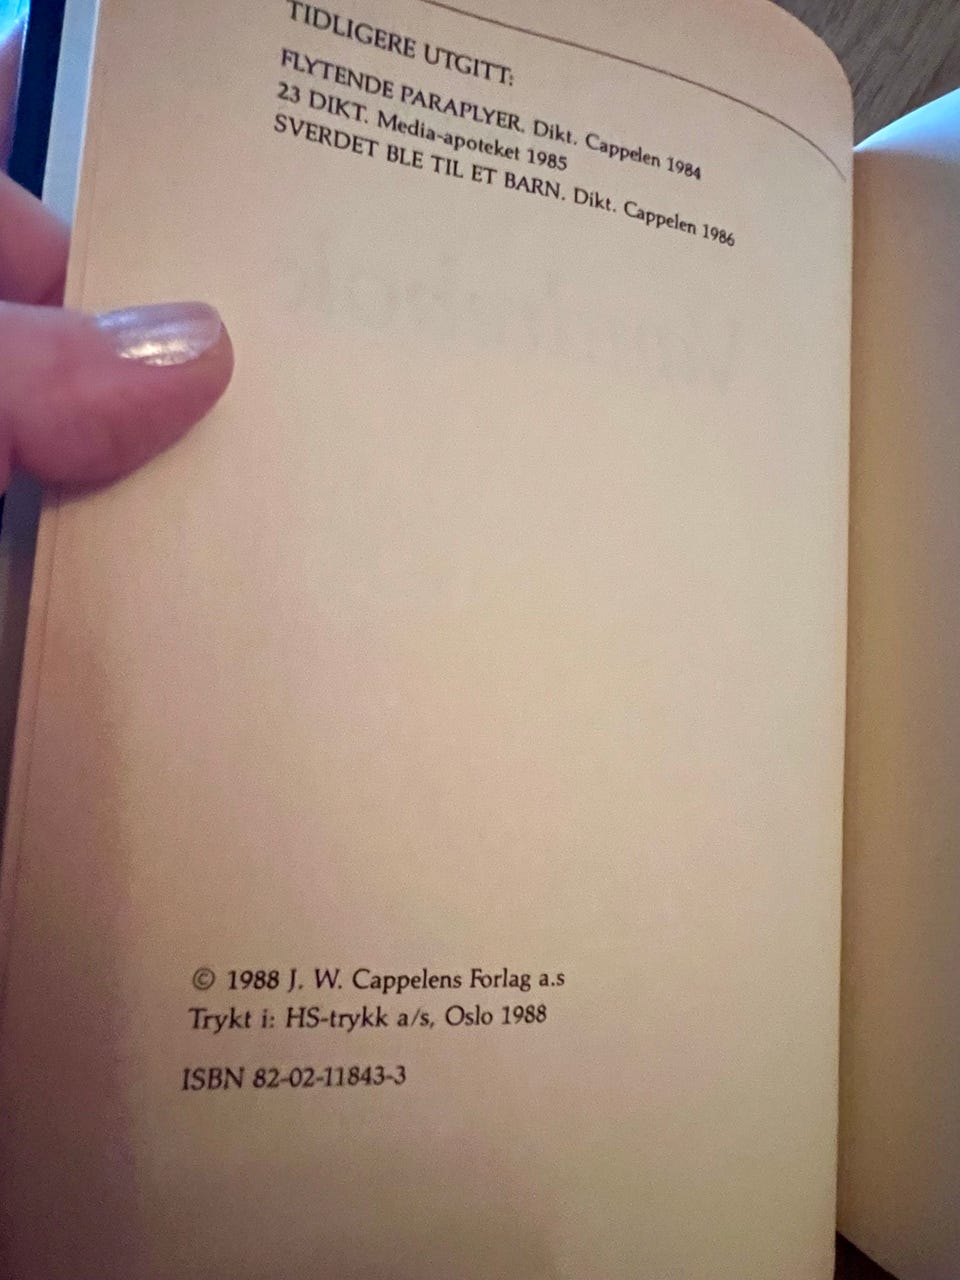 TIDLIGERE UTGITT:
FLYTENDE PARAPLYER. Dikt. Cappelen 1984
23 DIKT. Media-apoteket 1985
SVERDET BLE TIL ET BARN. Dikt. Cappelen 1986
© 1988 J. W. Cappelens Forlag a.s
Trykt i: HS-trykk a/s, Oslo 1988
ISBN 82-02-11843-3